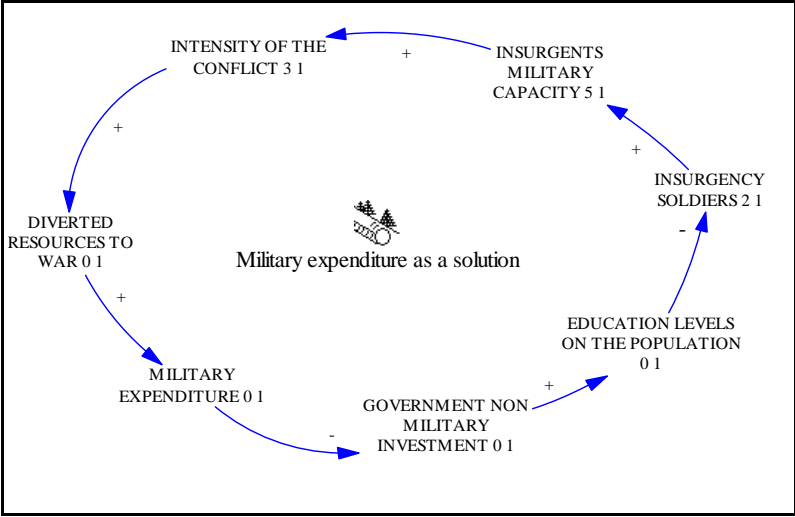 INTENSITY OF THE
CONFLICT 3 1
+
INSURGENTS
MILITARY
CAPACITY 5 1
+
+
INSURGENCY
SOLDIERS 2 1
DIVERTED
RESOURCES TO
WAR 0 1
-
Military expenditure as a solution
+
EDUCATION LEVELS
ON THE POPULATION
0 1
MILITARY
EXPENDITURE 0 1
+
GOVERNMENT NON
MILITARY
INVESTMENT 0 1
-